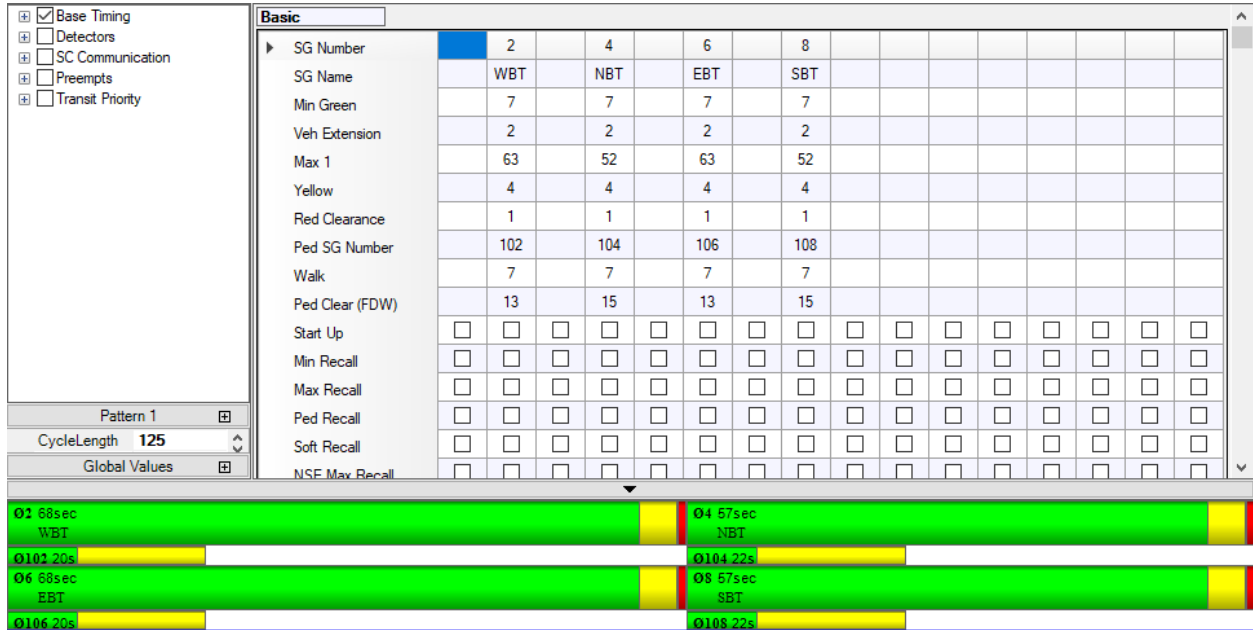 Base Timing
Detectors
SC Communication
Preempts
Transit Priority
Basic
SG Number 2 4 6 8
SG Name WBT NBT EBT SBT
Min Green 7 7 7 7
Veh Extension 2 2 2 2
Max 1 63 52 63 52
Yellow 4 4 4 4
Red Clearance 1 1 1 1
Ped SG Number 102 104 106 108
Walk 7 7 7 7
Ped Clear (FDW) 13 15 13 15
Start Up
Min Recall
Max Recall
Ped Recall
Soft Recall
NSE Max Recall
Pattern 1
CycleLength 125
Global Values
Ø2 68sec
WBT
Ø4 57sec
NBT
Ø102 20s
Ø104 22s
Ø6 68sec
EBT
Ø8 57sec
SBT
Ø106 20s
Ø108 22s